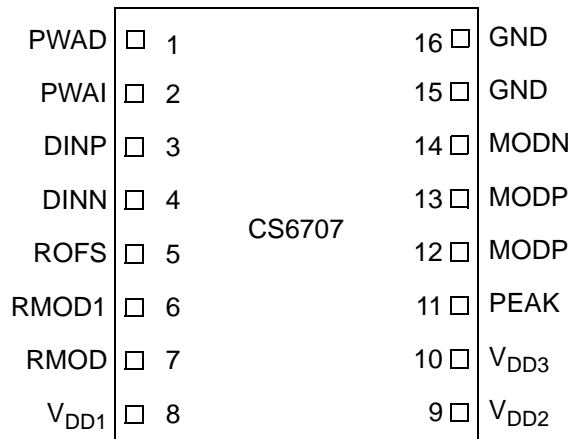 PWAD 1 16 GND
PWAI 2 15 GND
DINP 3 14 MODN
DINN 4 13 MODP
CS6707
ROFS 5 12 MODP
RMOD1 6 11 PEAK
RMOD 7 10 VDD3
VDD1 8 9 VDD2